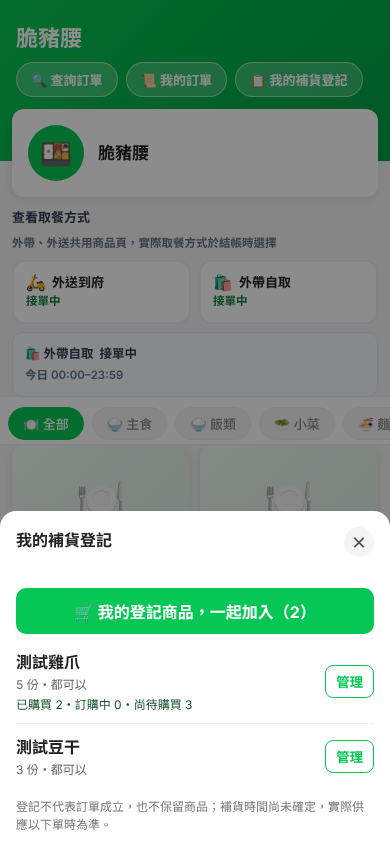 脆豬腰
🔍 查詢訂單
📜 我的訂單
📋 我的補貨登記
脆豬腰
查看取餐方式
外帶、外送共用商品頁，實際取餐方式於結帳時選擇
🛵 外送到府
接單中
🛍️ 外帶自取
接單中
🛍️ 外帶自取 接單中
今日 00:00–23:59
🍽️ 全部
🍚 主食
🍚 飯類
🥗 小菜
🍜 麵
我的補貨登記
✕
🛒 我的登記商品，一起加入（2）
測試雞爪
5 份・都可以
已購買 2・訂購中 0・尚待購買 3
管理
測試豆干
3 份・都可以
管理
登記不代表訂單成立，也不保留商品；補貨時間尚未確定，實際供
應以下單時為準。